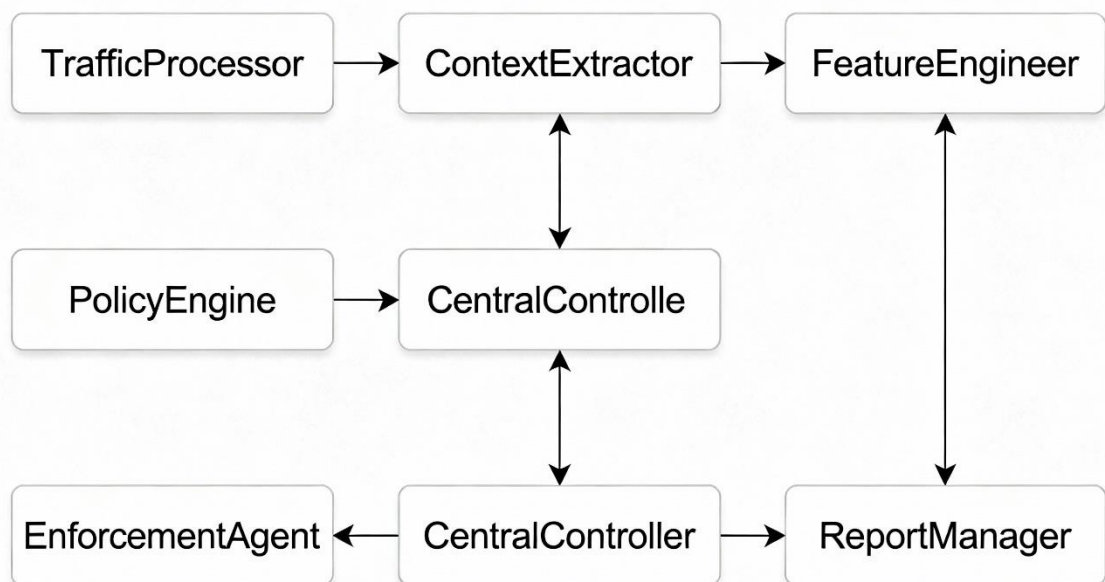 TrafficProcessor
ContextExtractor
FeatureEngineer
PolicyEngine
CentralControlle
EnforcementAgent
CentralController
ReportManager